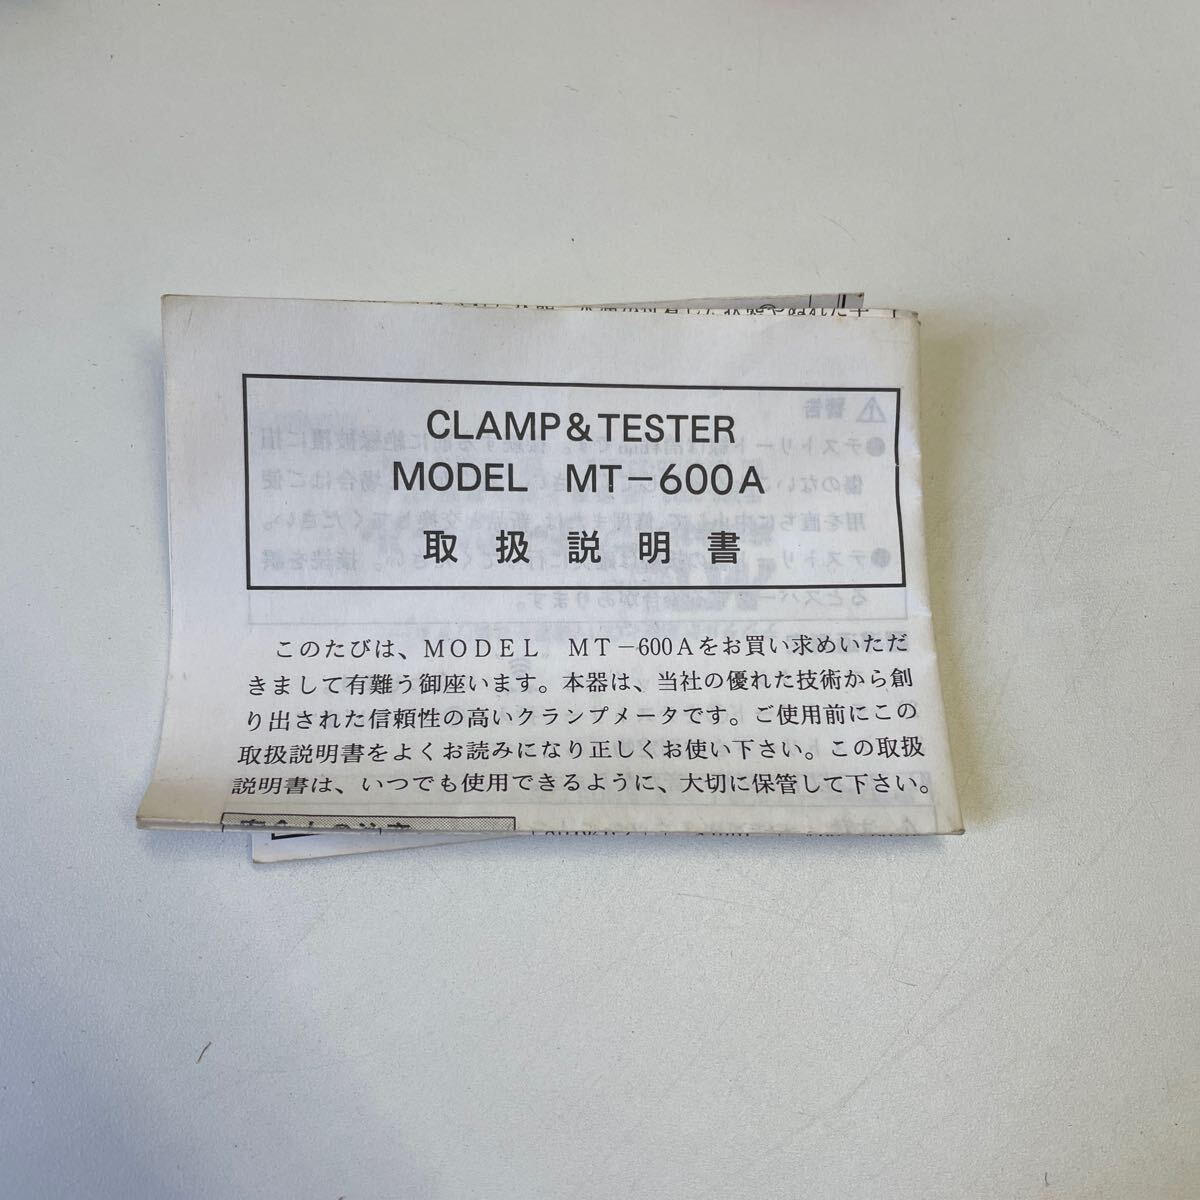 CLAMP&TESTER
MODEL MT-600A
取扱説明書
このたびは、MODEL MT-600Aをお買い求めいただ
きまして有難う御座います。本器は、当社の優れた技術から創
り出された信頼性の高いクランプメータです。ご使用前にこの
取扱説明書をよくお読みになり正しくお使い下さい。この取扱
説明書は、いつでも使用できるように、大切に保管して下さい。